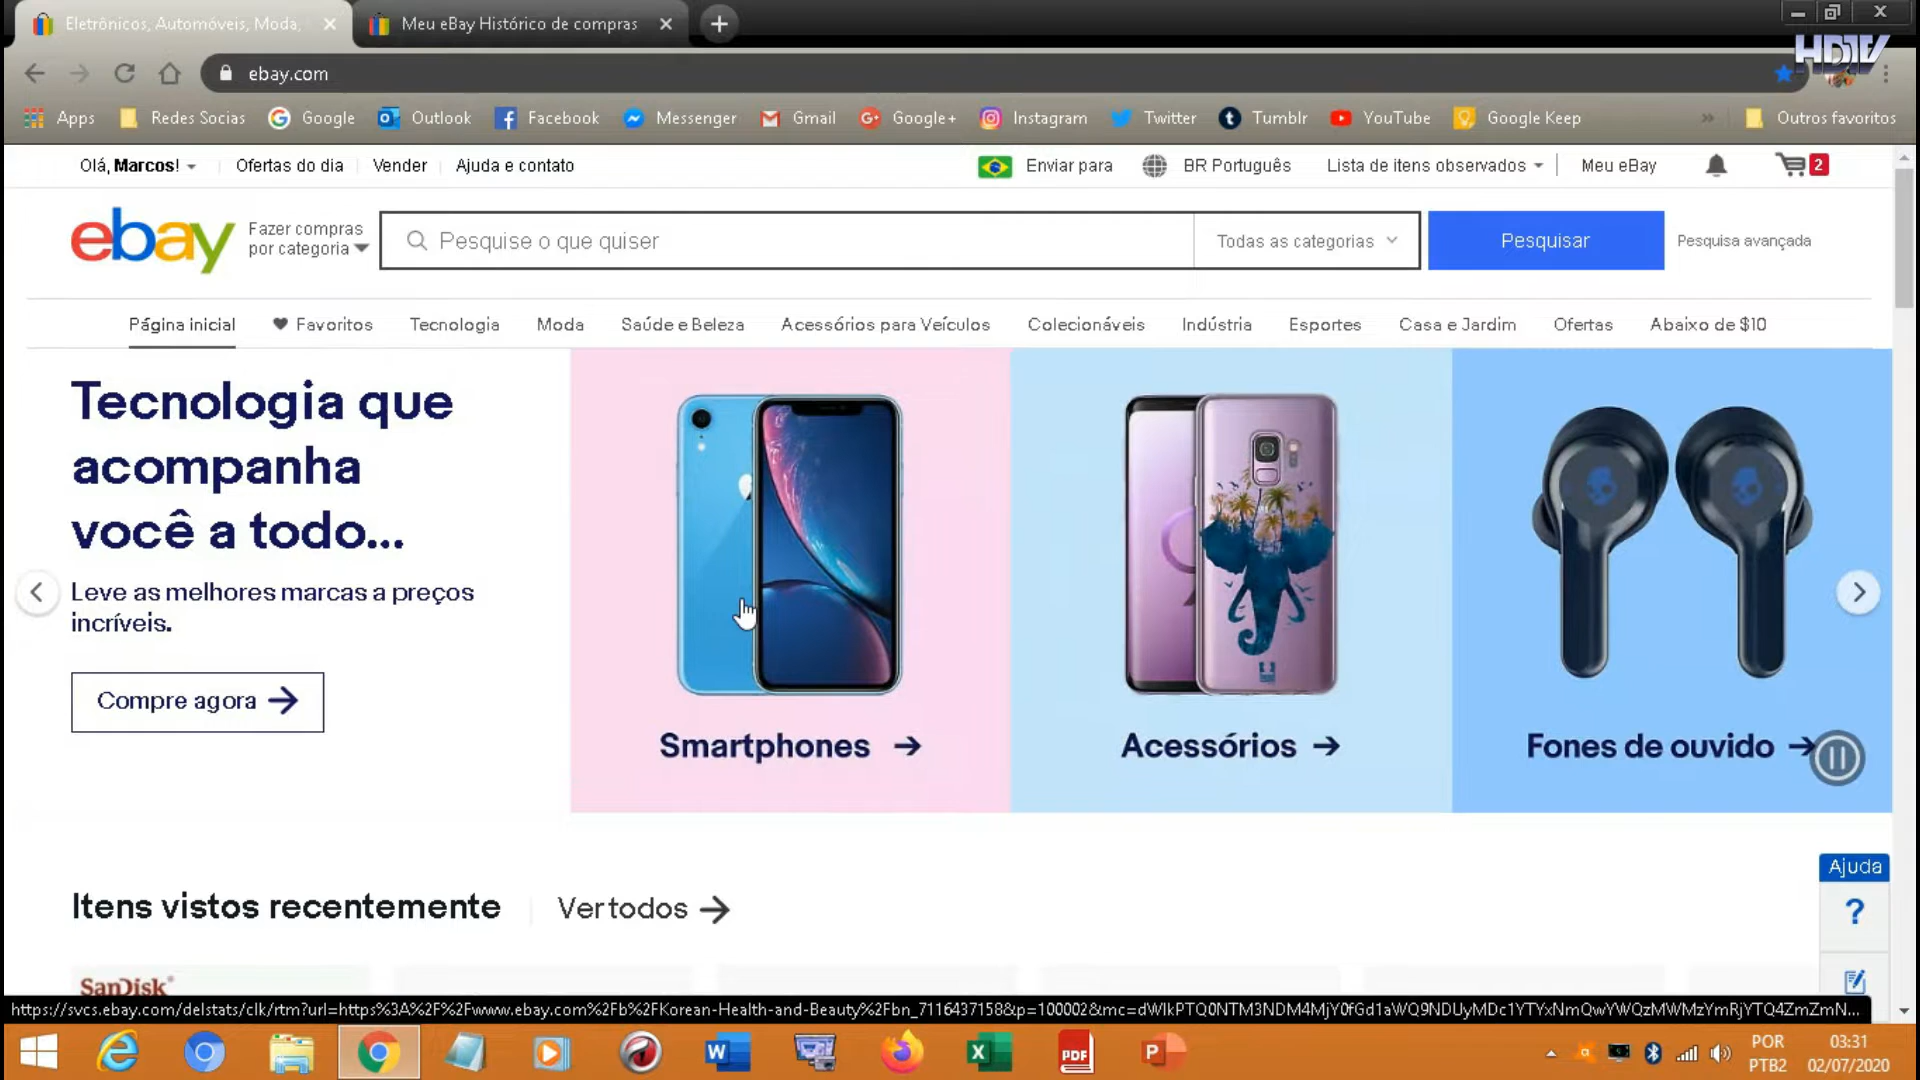 Eletrônicos, Automóveis, Moda,
Meu eBay Histórico de compras
HDTV
ebay.com
Apps
Redes Socias
Google
Outlook
Facebook
Messenger
Gmail
Google+
Instagram
Twitter
Tumblr
YouTube
Google Keep
Outros favoritos
Olá, Marcos!
Ofertas do dia
Vender
Ajuda e contato
Enviar para
BR Português
Lista de itens observados
Meu eBay
2
ebay
Fazer compras
por categoria
Pesquise o que quiser
Todas as categorias
Pesquisar
Pesquisa avançada
Página inicial
Favoritos
Tecnologia
Moda
Saúde e Beleza
Acessórios para Veículos
Colecionáveis
Indústria
Esportes
Casa e Jardim
Ofertas
Abaixo de $10
Tecnologia que
acompanha
você a todo...
Leve as melhores marcas a preços
incríveis.
Compre agora
Smartphones
Acessórios
Fones de ouvido
Itens vistos recentemente
Ver todos
Ajuda
?
SanDisk
https://svcs.ebay.com/delstats/clk/rtm?url=https%3A%2F%2Fwww.ebay.com%2Fb%2FKorean-Health-and-Beauty%2Fbn_7116437158&p=100002&mc=dWlkPTQ0NTM3NDM4MjY0fGd1aWQ9NDUyMDc1YTYxNmQwYWQzMWMzYmRjYTQ4ZmZmN...
POR
PTB2
03:31
02/07/2020